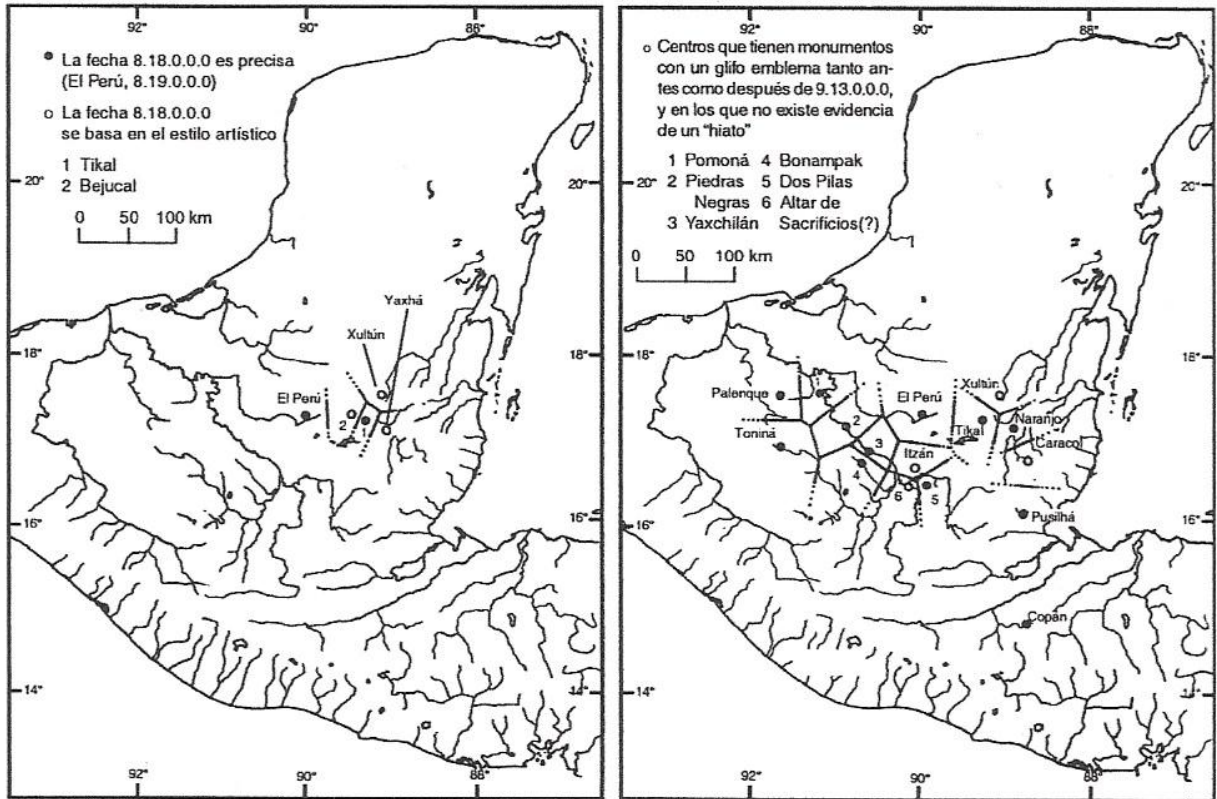 92°
90°
86°
● La fecha 8.18.0.0.0 es precisa
(El Perú, 8.19.0.0.0)
○ La fecha 8.18.0.0.0
se basa en el estilo artístico
1 Tikal
2 Bejucal
0 50 100 km
20°
20°
Yaxhá
Xultún
18°
18°
El Perú
2
1
16°
16°
14°
14°
92°
90°
86°
92°
90°
86°
○ Centros que tienen monumentos
con un glifo emblema tanto an-
tes como después de 9.13.0.0.0,
y en los que no existe evidencia
de un "hiato"
1 Pomoná 4 Bonampak
2 Piedras 5 Dos Pilas
Negras 6 Altar de
3 Yaxchilán Sacrificios(?)
0 50 100 km
20°
20°
18°
18°
Palenque
1
El Perú
Xultún
2
Tikal
Naranjo
Toniná
3
Itzán
Caracol
4
6
5
16°
16°
Pusilhá
Copán
14°
14°
92°
90°
88°